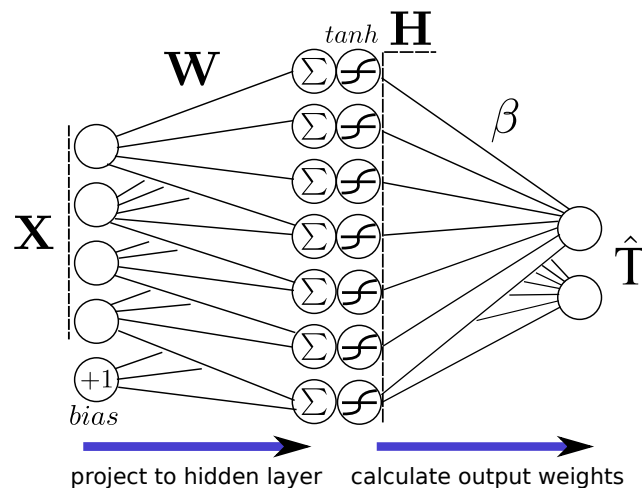 tanh
H
W
β
Σ
Σ
Σ
Σ
Σ
Σ
Σ
X
T̂
+1
bias
project to hidden layer
calculate output weights